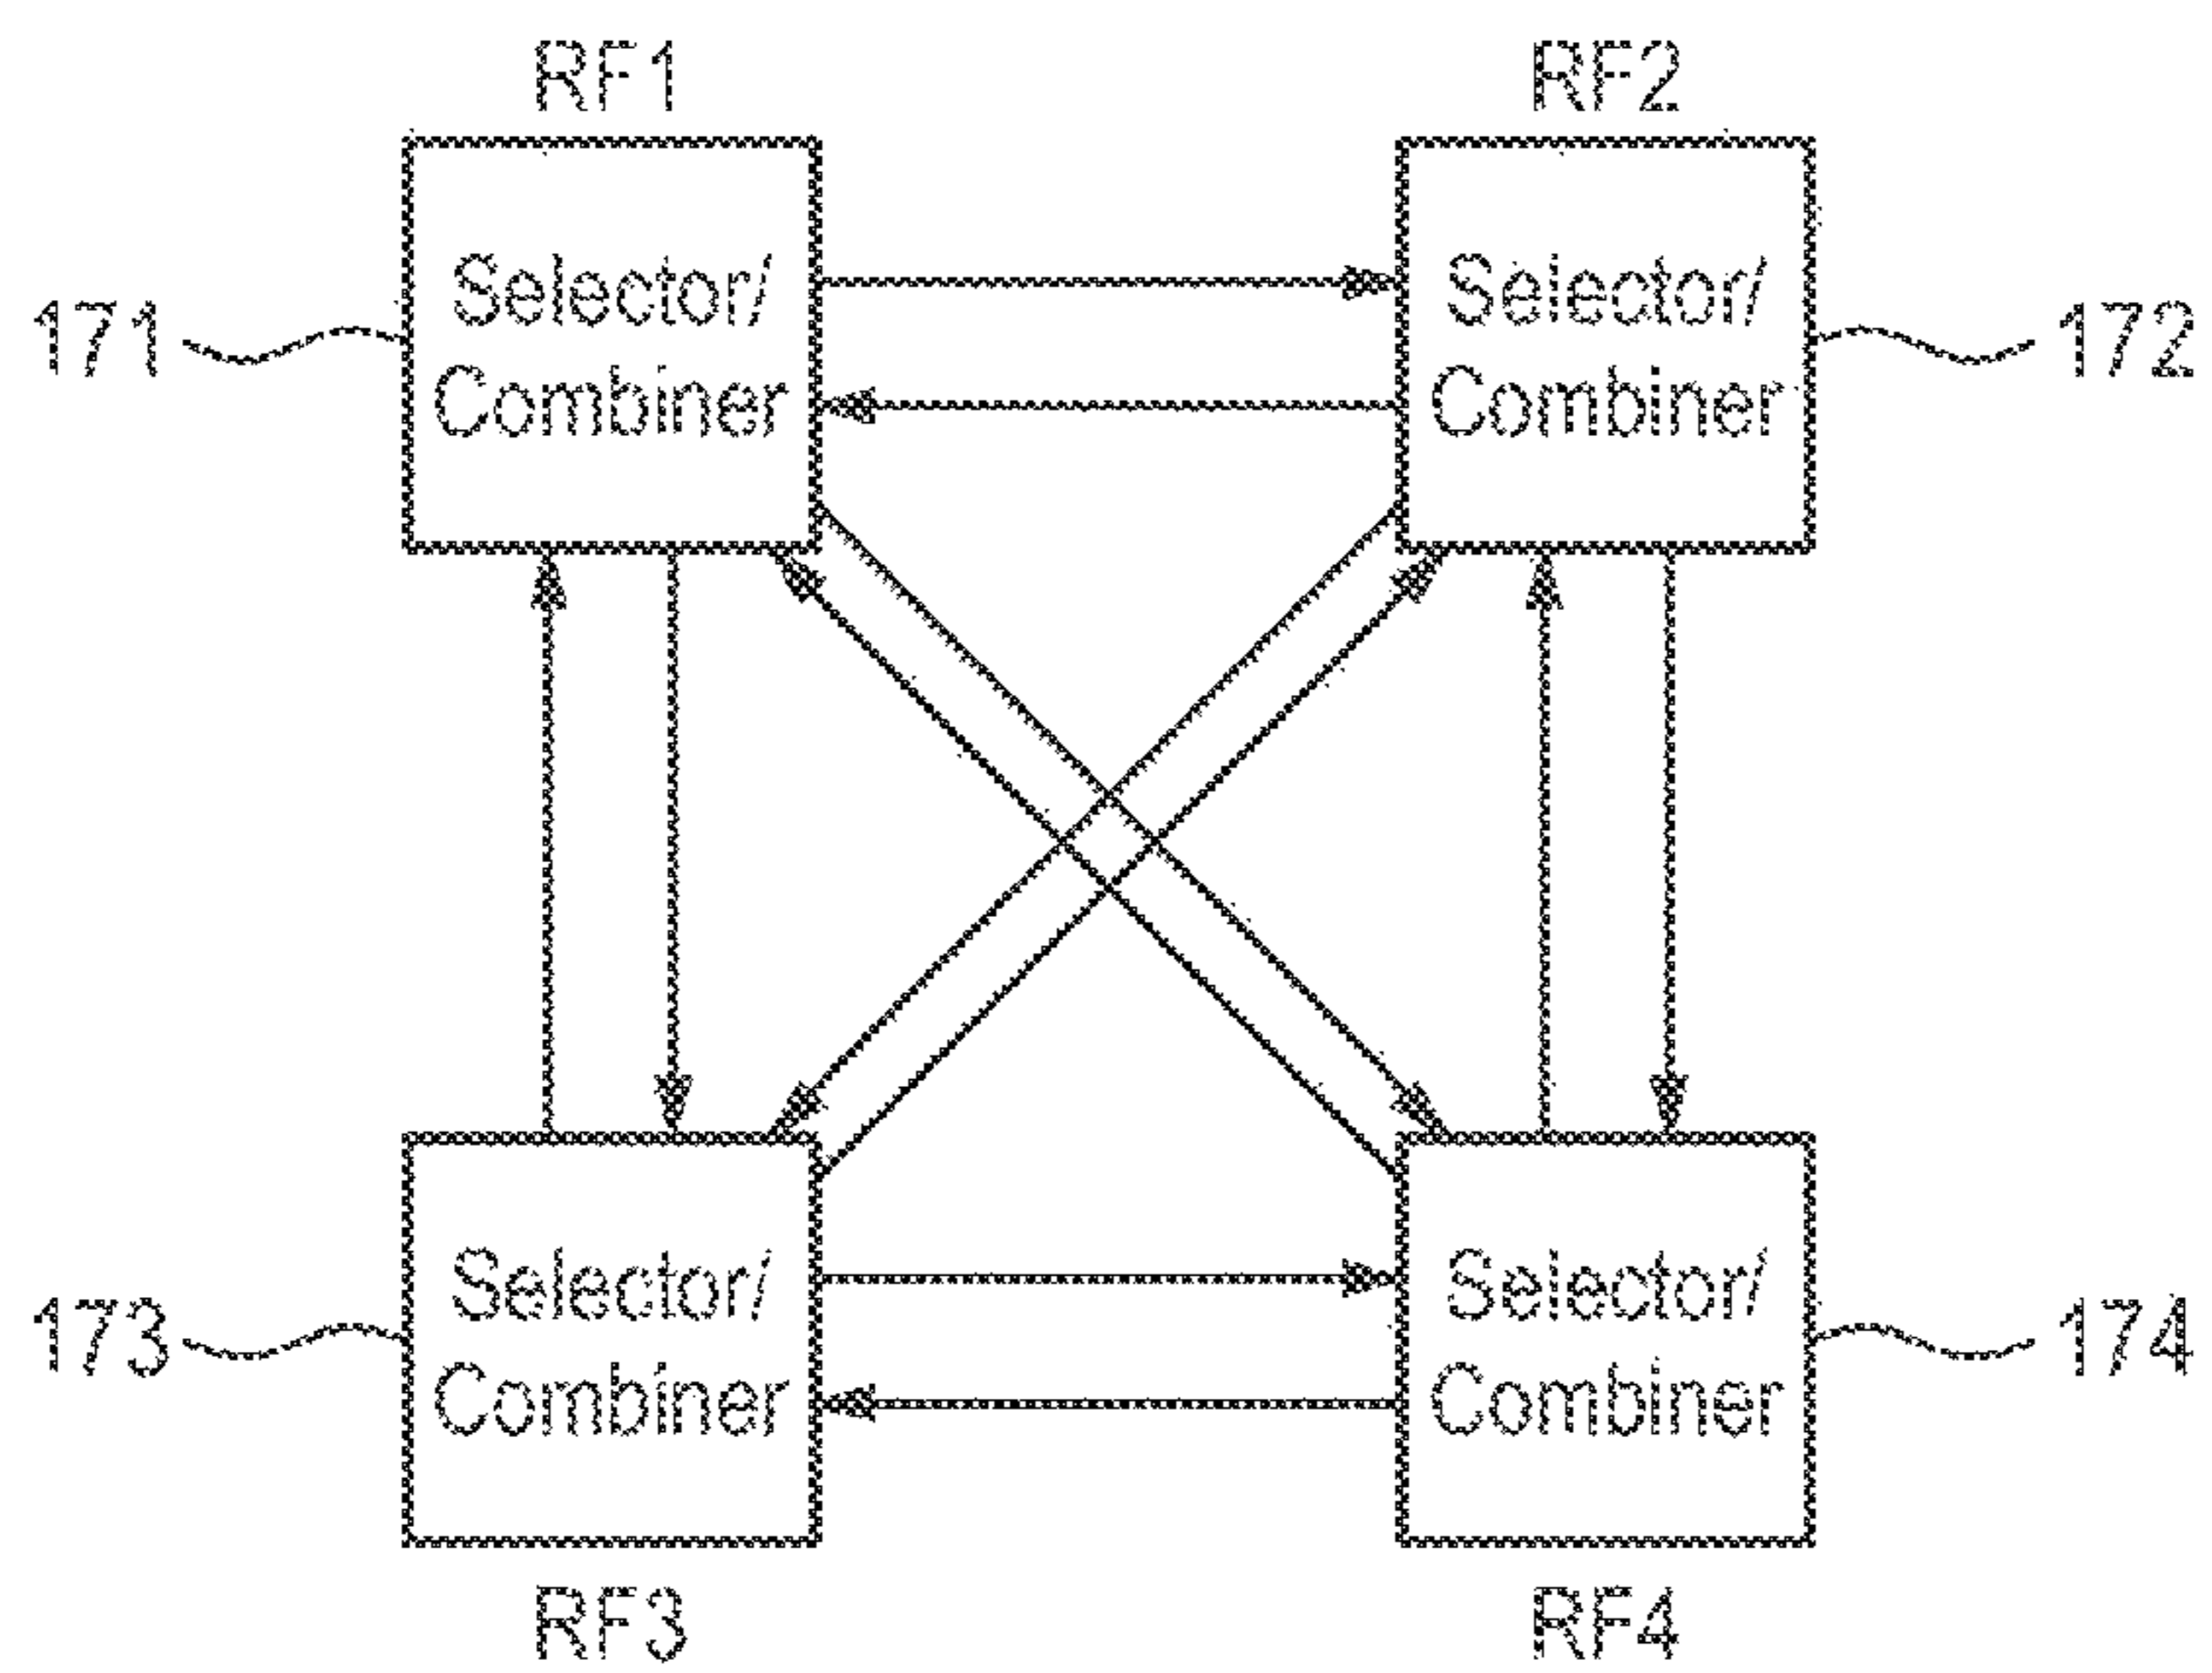 RF1
RF2
171
Selector/
Combiner
Selector/
Combiner
172
173
Selector/
Combiner
Selector/
Combiner
174
RF3
RF4